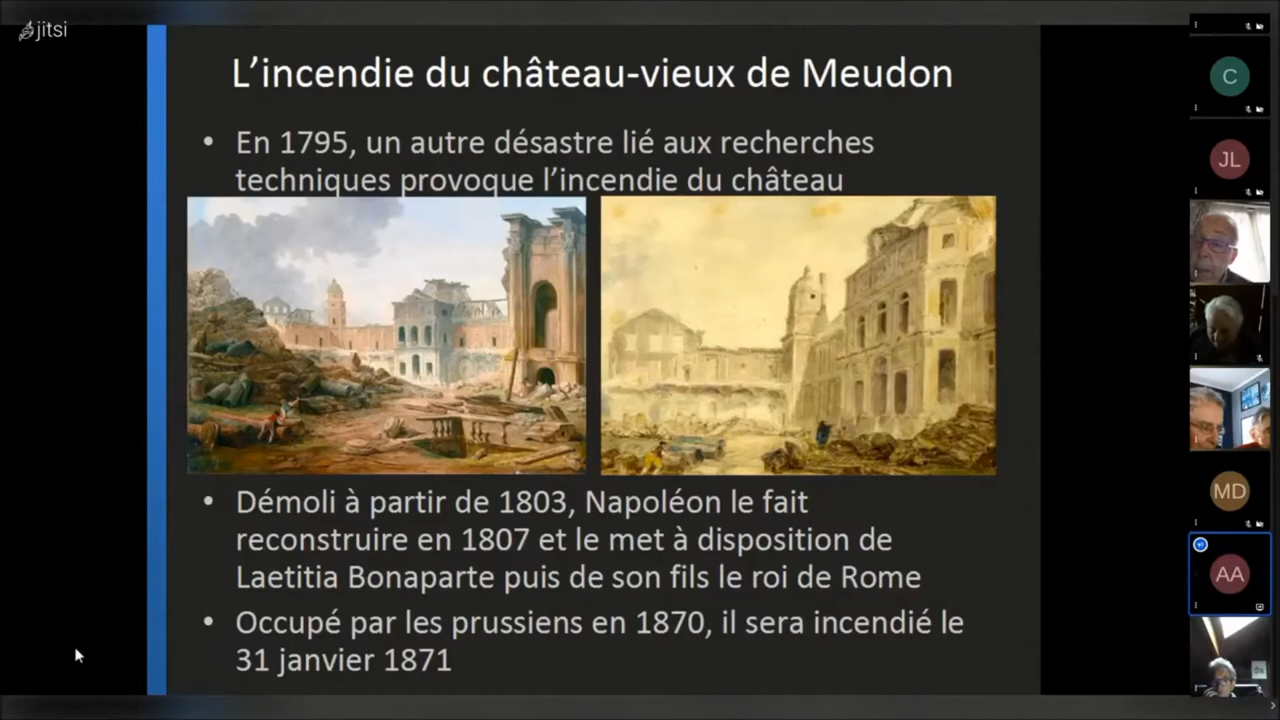 jitsi
L'incendie du château-vieux de Meudon
• En 1795, un autre désastre lié aux recherches
techniques provoque l'incendie du château
• Démoli à partir de 1803, Napoléon le fait
reconstruire en 1807 et le met à disposition de
Laetitia Bonaparte puis de son fils le roi de Rome
• Occupé par les prussiens en 1870, il sera incendié le
31 janvier 1871
C
JL
MD
AA